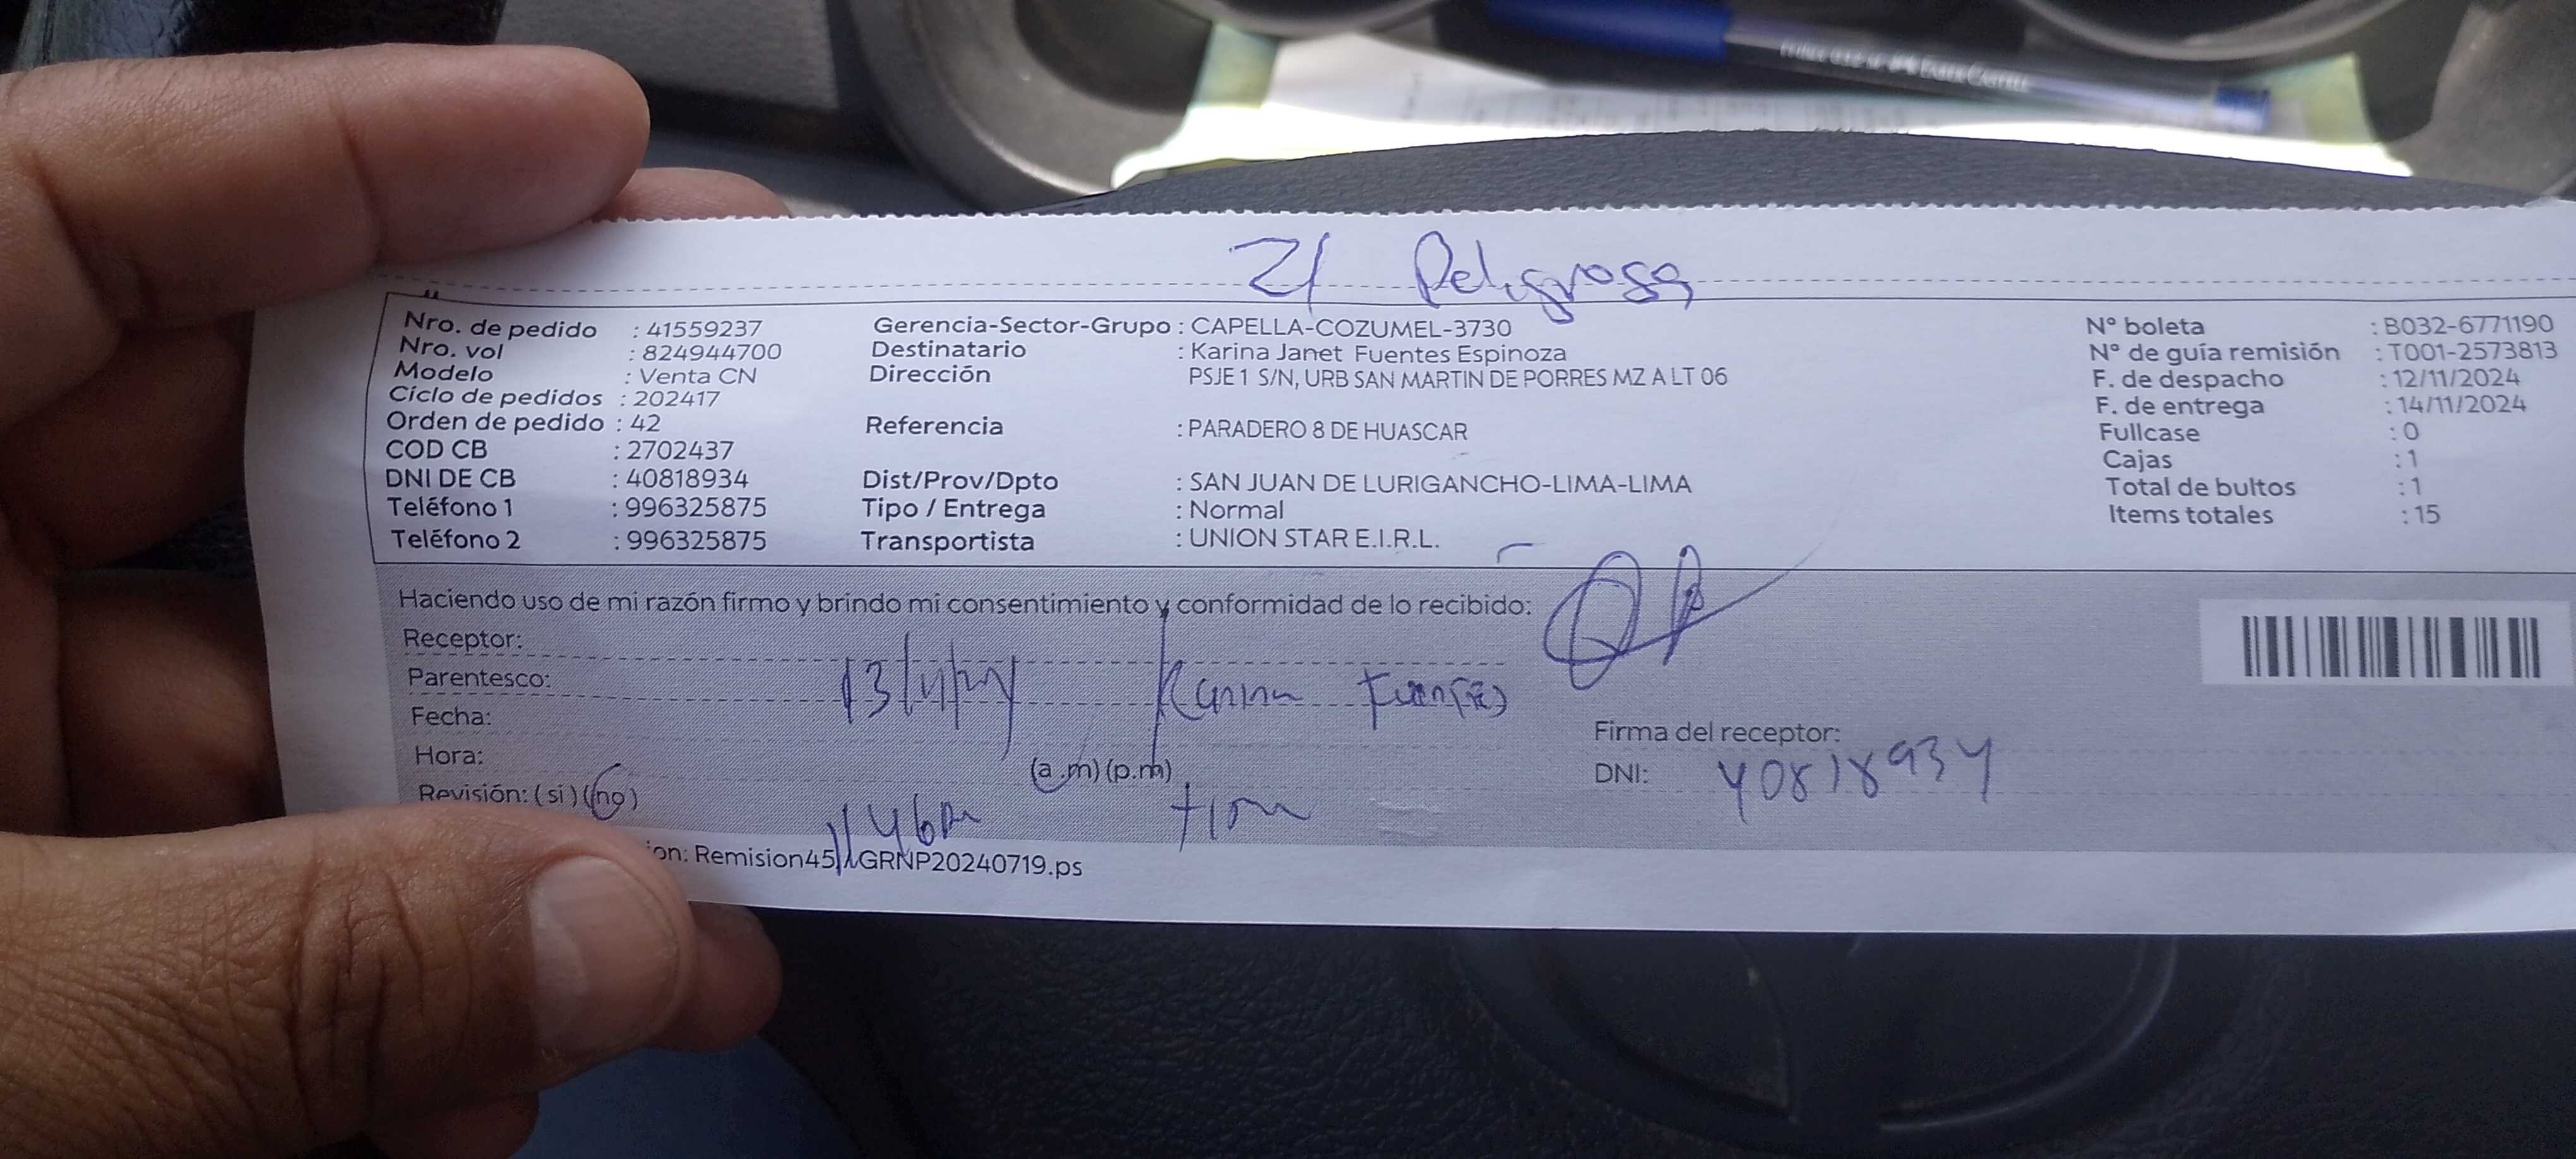 Z/ Peligrosa
Nro. de pedido : 41559237
Nro. vol : 824944700
Modelo : Venta CN
Ciclo de pedidos : 202417
Orden de pedido : 42
COD CB : 2702437
DNI DE CB : 40818934
Teléfono 1 : 996325875
Teléfono 2 : 996325875
Gerencia-Sector-Grupo : CAPELLA-COZUMEL-3730
Destinatario : Karina Janet Fuentes Espinoza
Dirección PSJE 1 S/N, URB SAN MARTIN DE PORRES MZ A LT 06
Referencia : PARADERO 8 DE HUASCAR
Dist/Prov/Dpto : SAN JUAN DE LURIGANCHO-LIMA-LIMA
Tipo / Entrega : Normal
Transportista : UNION STAR E.I.R.L.
N° boleta : B032-6771190
N° de guía remisión : T001-2573813
F. de despacho : 12/11/2024
F. de entrega : 14/11/2024
Fullcase : 0
Cajas : 1
Total de bultos : 1
Items totales : 15
Haciendo uso de mi razón firmo y brindo mi consentimiento y conformidad de lo recibido:
Receptor:
Parentesco:
13/11/24 Karina Fuentes
Fecha:
Hora: (a.m) (p.m)
Revisión: (si) (no)
Firma del receptor:
DNI: 40818934
on: Remision45 GRNP20240719.ps